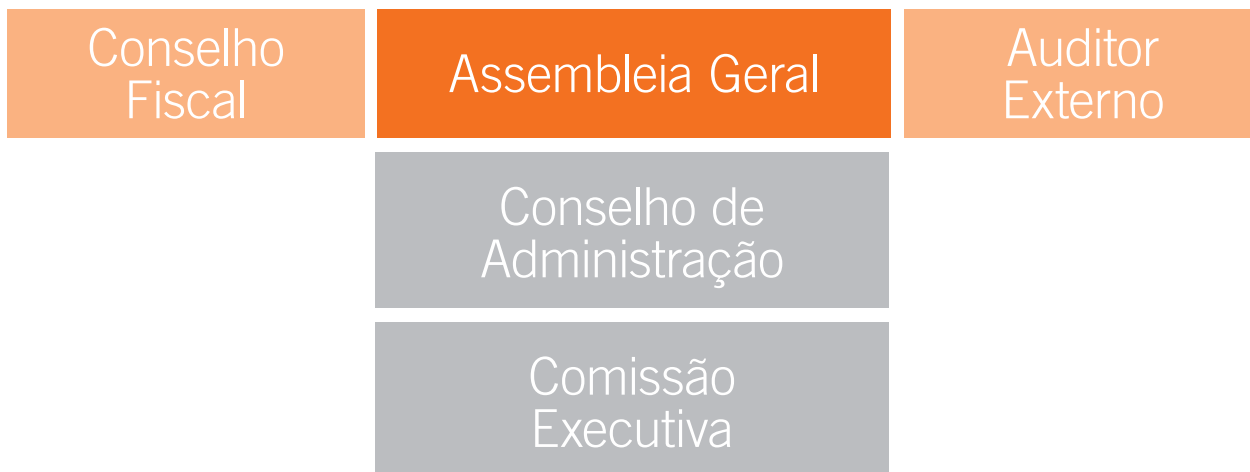 Conselho
Fiscal
Assembleia Geral
Auditor
Externo
Conselho de
Administração
Comissão
Executiva